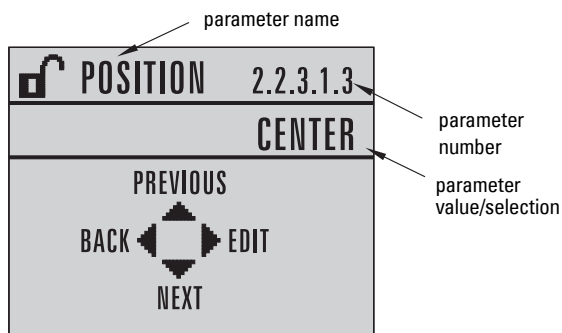 parameter name
POSITION 2.2.3.1.3
CENTER
parameter
number
parameter
value/selection
PREVIOUS
BACK EDIT
NEXT